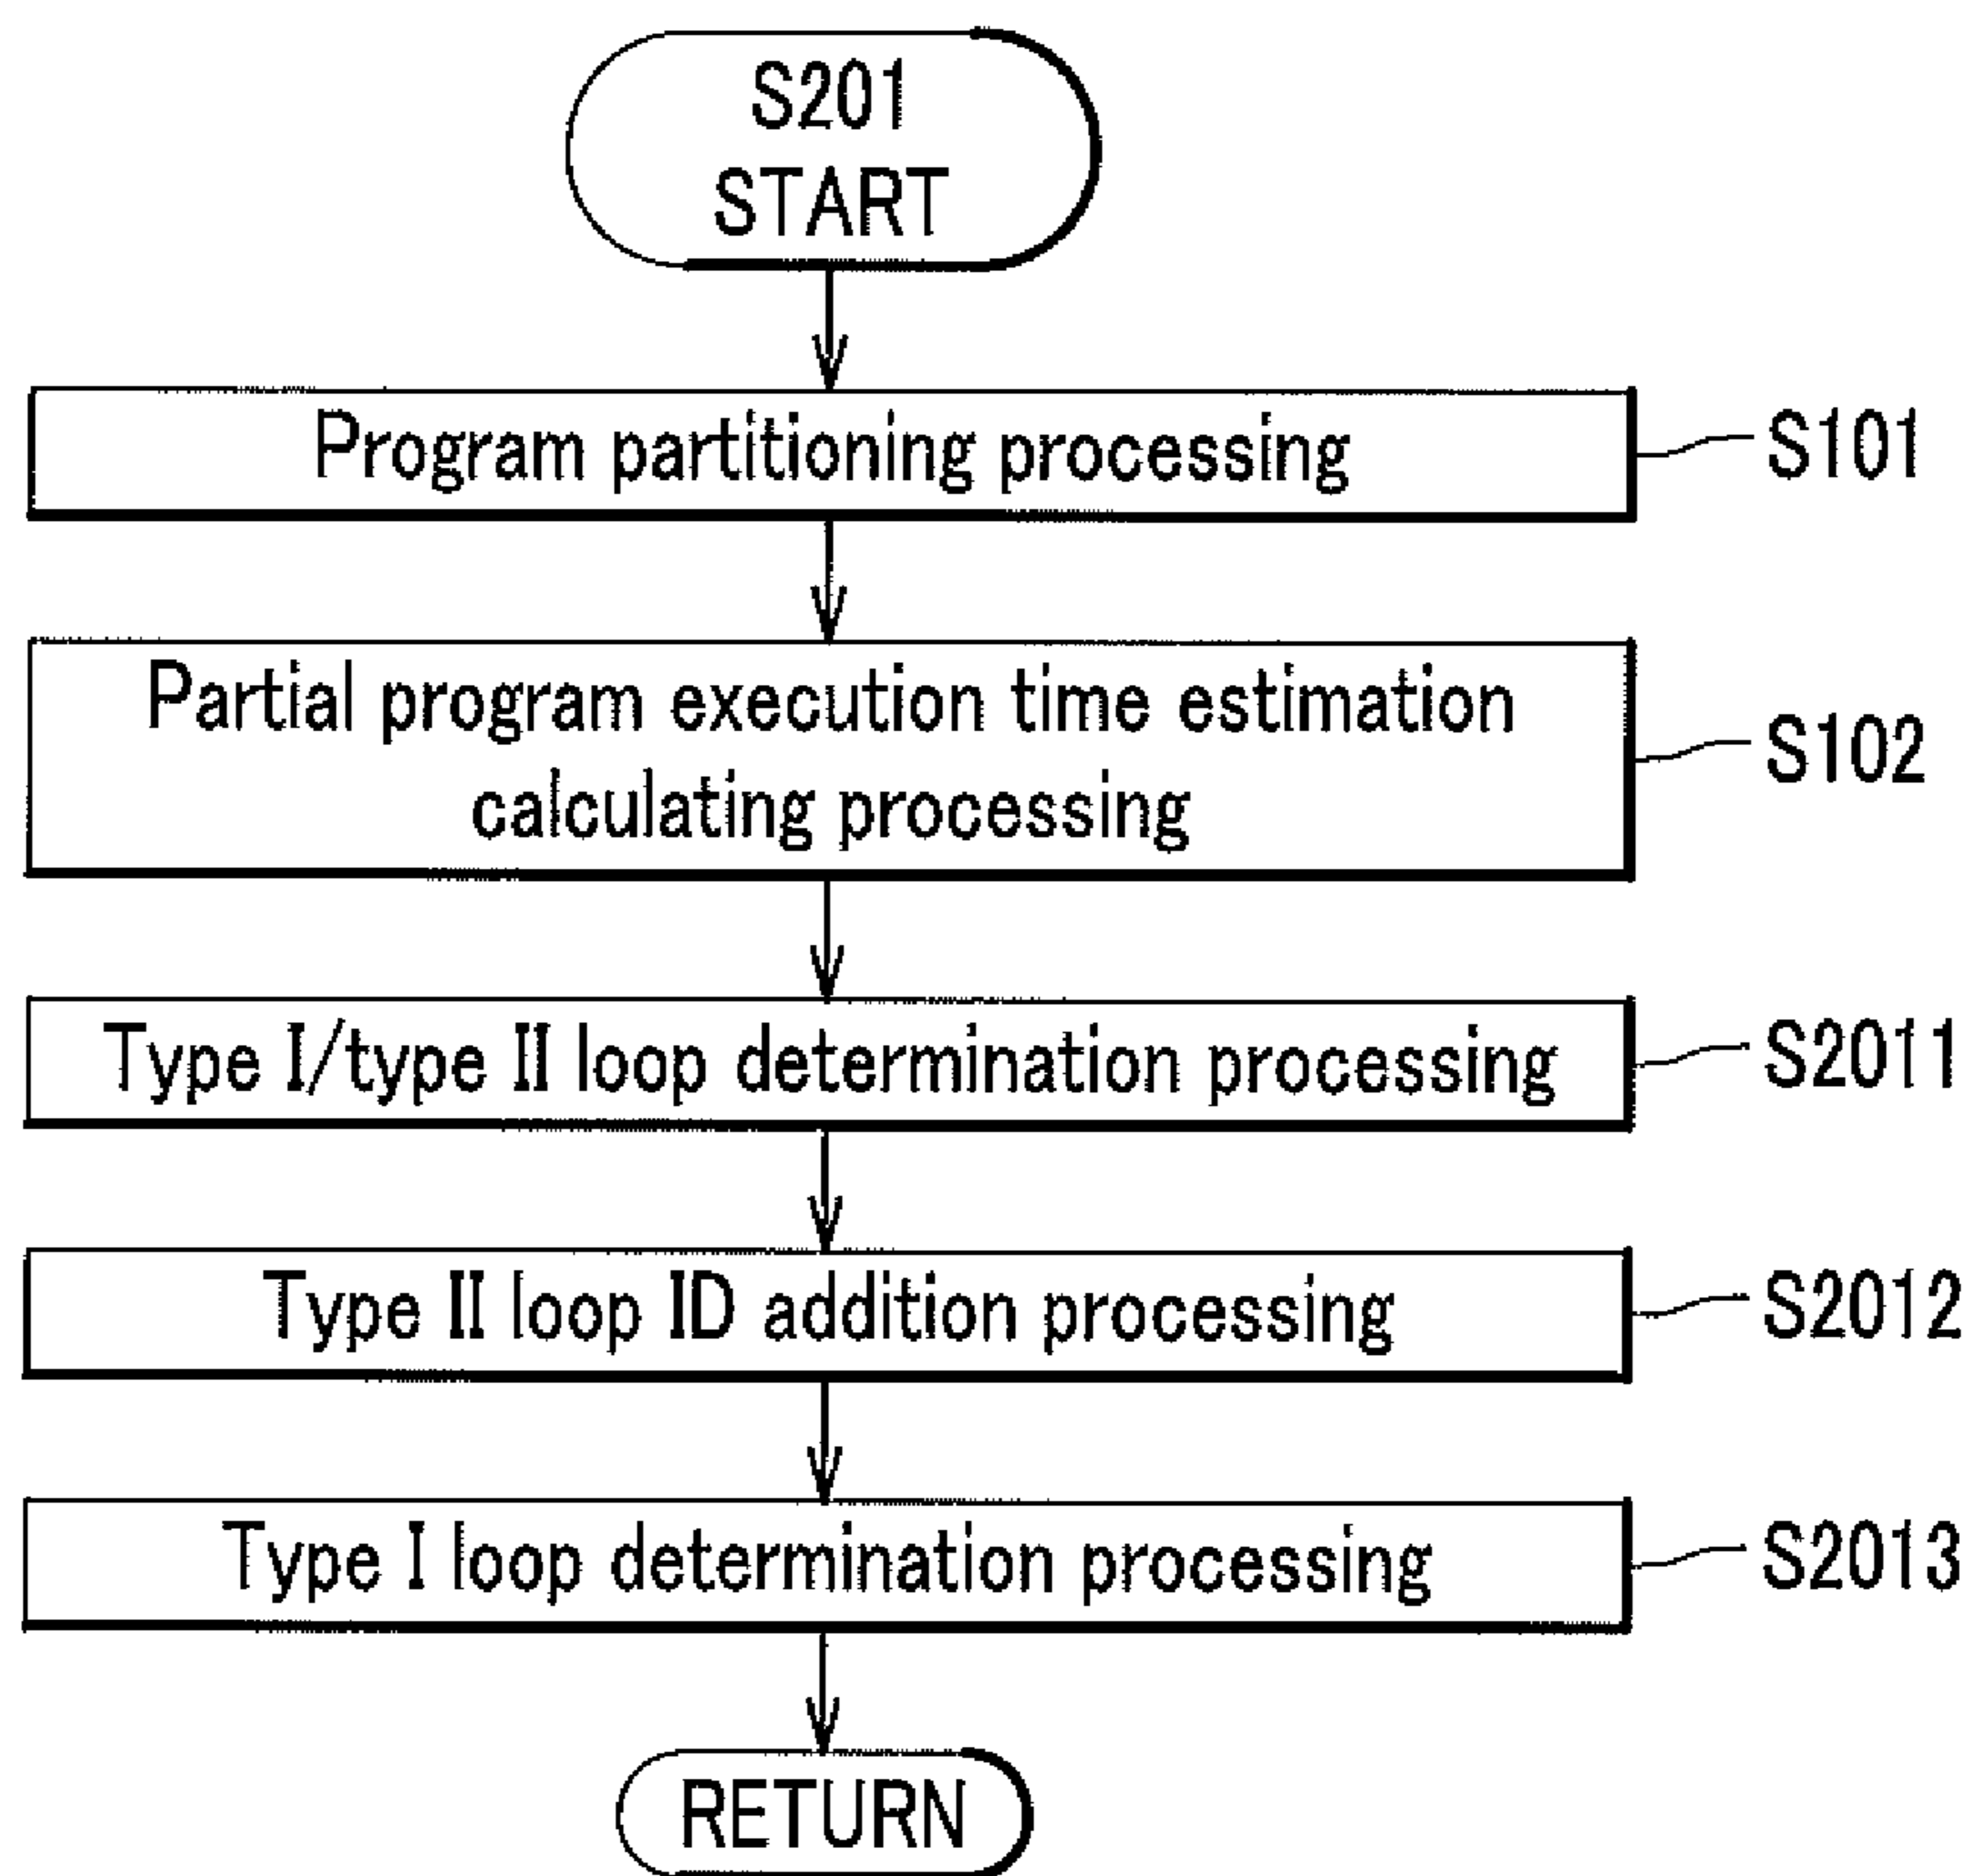 S201
START
Program partitioning processing
S101
Partial program execution time estimation
calculating processing
S102
Type I/type II loop determination processing
S2011
Type II loop ID addition processing
S2012
Type I loop determination processing
S2013
RETURN